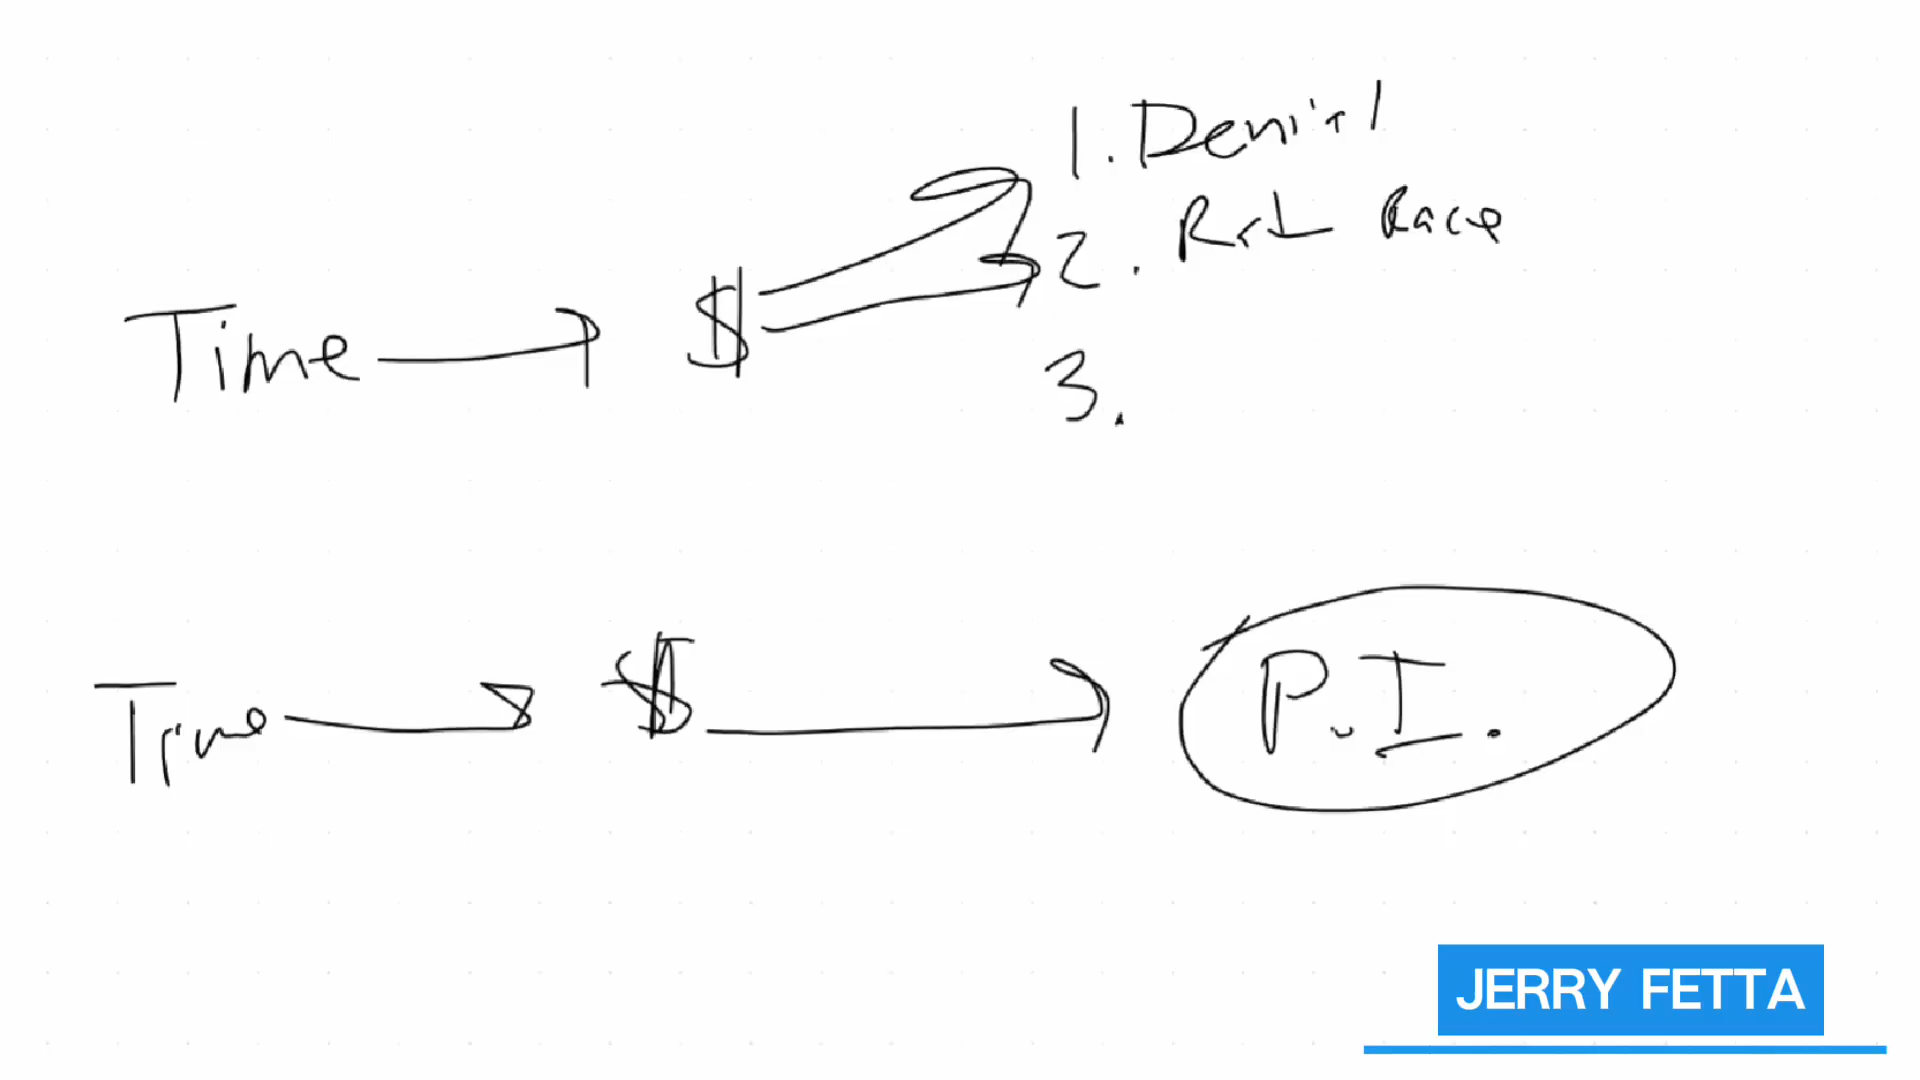 1. Denial
2. Rat Race
Time $
3.
Time $ P.I.
JERRY FETTA